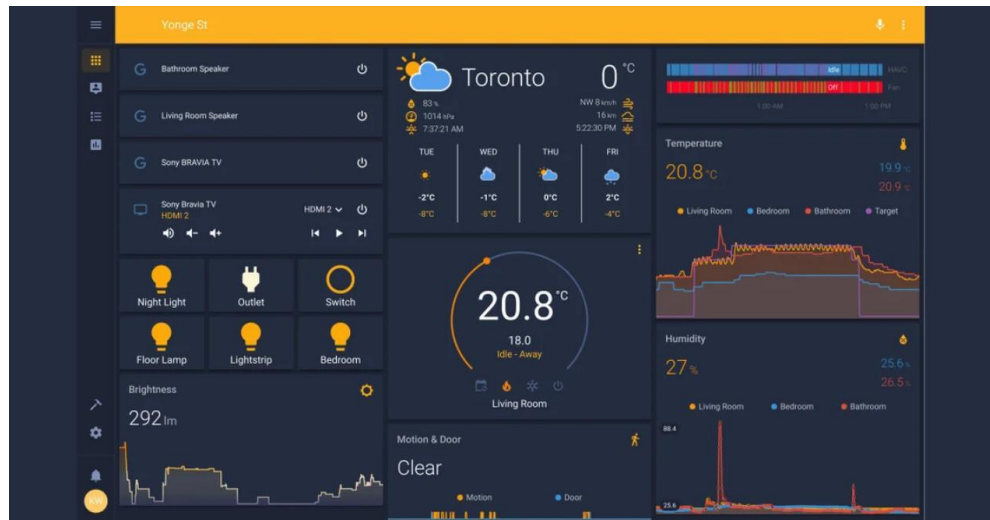 Yonge St
Bathroom Speaker
Living Room Speaker
Sony BRAVIA TV
Sony Bravia TV
HDMI 2
HDMI 2
Night Light
Outlet
Switch
Floor Lamp
Lightstrip
Bedroom
Brightness
292 lm
KW
Toronto
0 °C
83 %
NW 8 km/h
1014 hPa
16 km
7:37:21 AM
5:22:30 PM
TUE WED THU FRI
-2°C -1°C 0°C 2°C
-8°C -8°C -6°C -4°C
20.8 °C
18.0
Idle - Away
Living Room
Motion & Door
Clear
Motion Door
Idle
HAVC
Off
Fan
1:00 AM 1:00 PM
Temperature
20.8 °C
19.9 °C
20.9 °C
Living Room Bedroom Bathroom Target
Humidity
27 %
25.6 %
26.5 %
Living Room Bedroom Bathroom
88.4
25.6